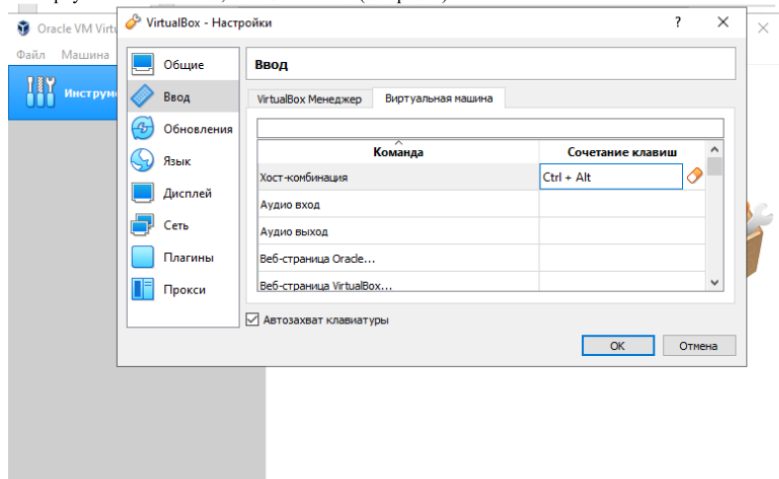 VirtualBox - Настройки
?
Oracle VM Virtu
Файл Машина
Инструм
Общие
Ввод
Обновления
Язык
Дисплей
Сеть
Плагины
Прокси
Ввод
VirtualBox Менеджер Виртуальная машина
Команда Сочетание клавиш
Хост-комбинация Ctrl + Alt
Аудио вход
Аудио выход
Веб-страница Oracle...
Веб-страница VirtualBox...
Автозахват клавиатуры
OK Отмена